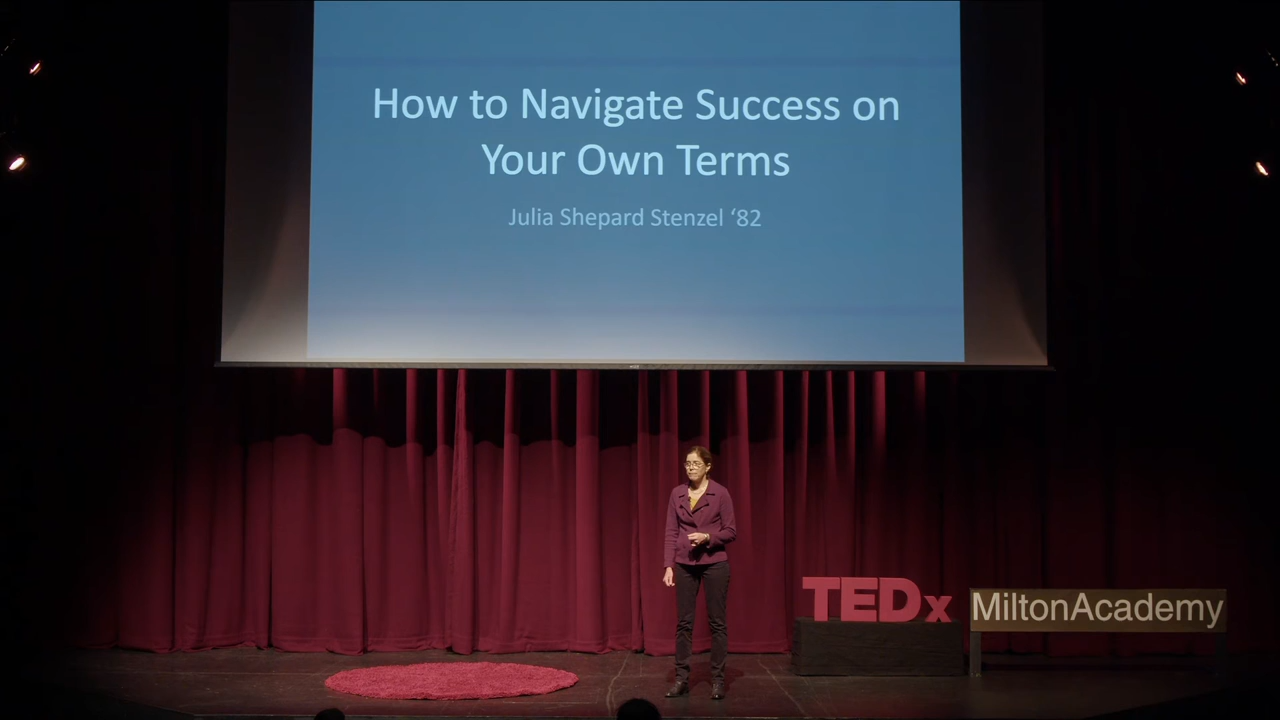 How to Navigate Success on
Your Own Terms
Julia Shepard Stenzel ‘82
TEDx
MiltonAcademy